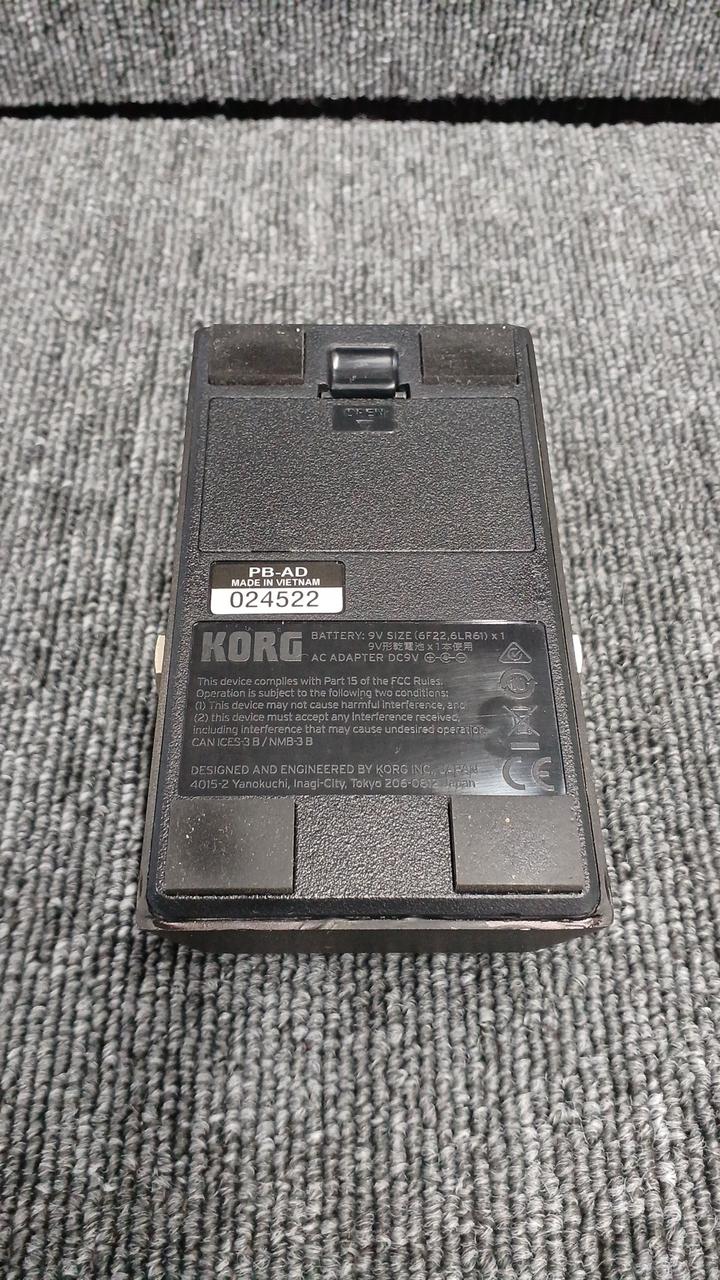 OPEN
PB-AD
MADE IN VIETNAM
024522
KORG
BATTERY: 9V SIZE(6F22,6LR61) x 1
9V形乾電池 x 1本使用
AC ADAPTER DC9V
This device complies with Part 15 of the FCC Rules.
Operation is subject to the following two conditions:
(1) This device may not cause harmful interference, and
(2) this device must accept any interference received,
including interference that may cause undesired operation.
CAN ICES-3 B / NMB-3 B
DESIGNED AND ENGINEERED BY KORG INC., JAPAN
4015-2 Yanokuchi, Inagi-City, Tokyo 206-0812 Japan
CE